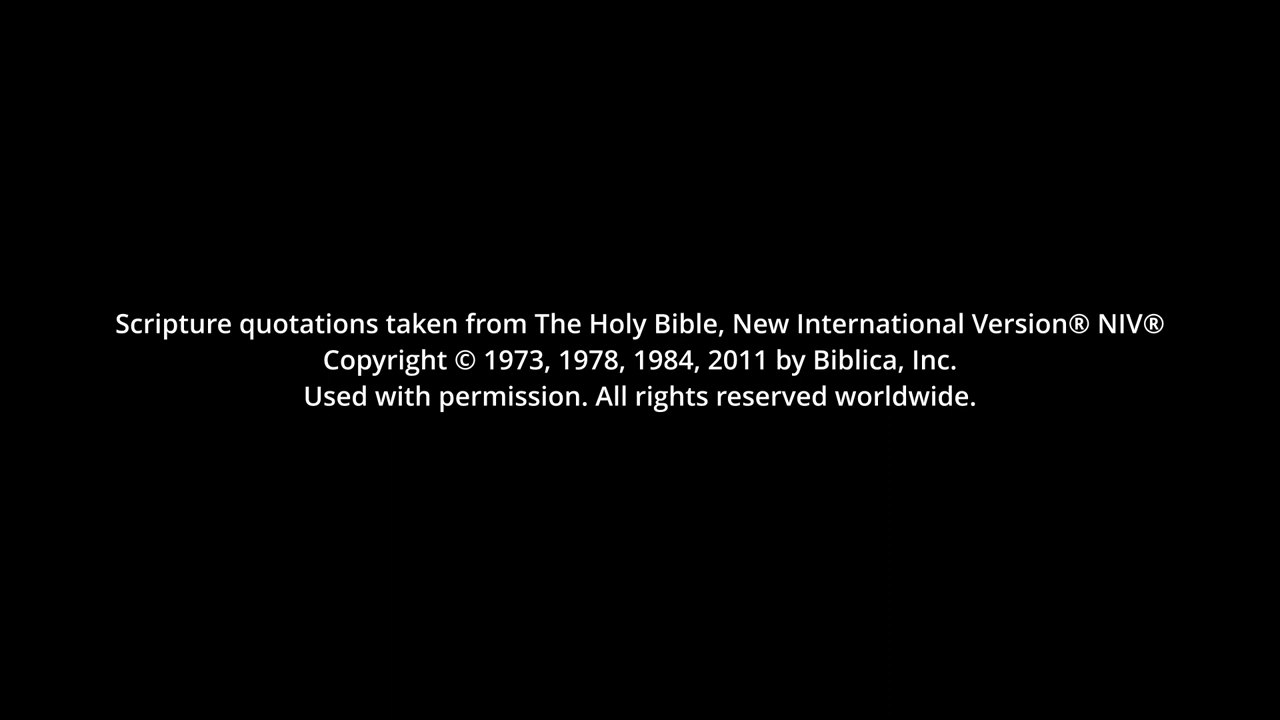 Scripture quotations taken from The Holy Bible, New International Version® NIV®
Copyright © 1973, 1978, 1984, 2011 by Biblica, Inc.
Used with permission. All rights reserved worldwide.